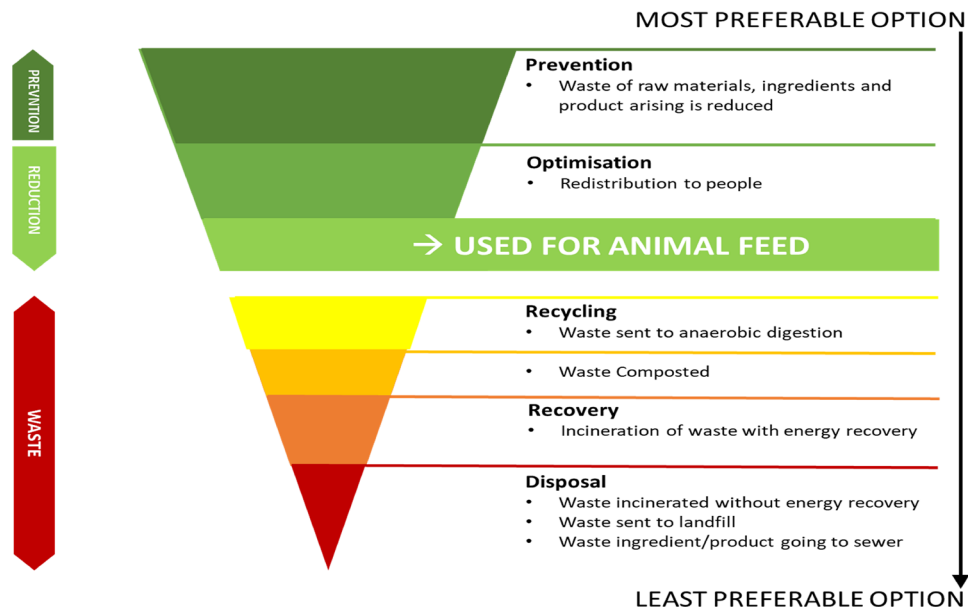 MOST PREFERABLE OPTION
PREVNTION
Prevention
• Waste of raw materials, ingredients and
product arising is reduced
REDUCTION
Optimisation
• Redistribution to people
→ USED FOR ANIMAL FEED
WASTE
Recycling
• Waste sent to anaerobic digestion
• Waste Composted
Recovery
• Incineration of waste with energy recovery
Disposal
• Waste incinerated without energy recovery
• Waste sent to landfill
• Waste ingredient/product going to sewer
LEAST PREFERABLE OPTION